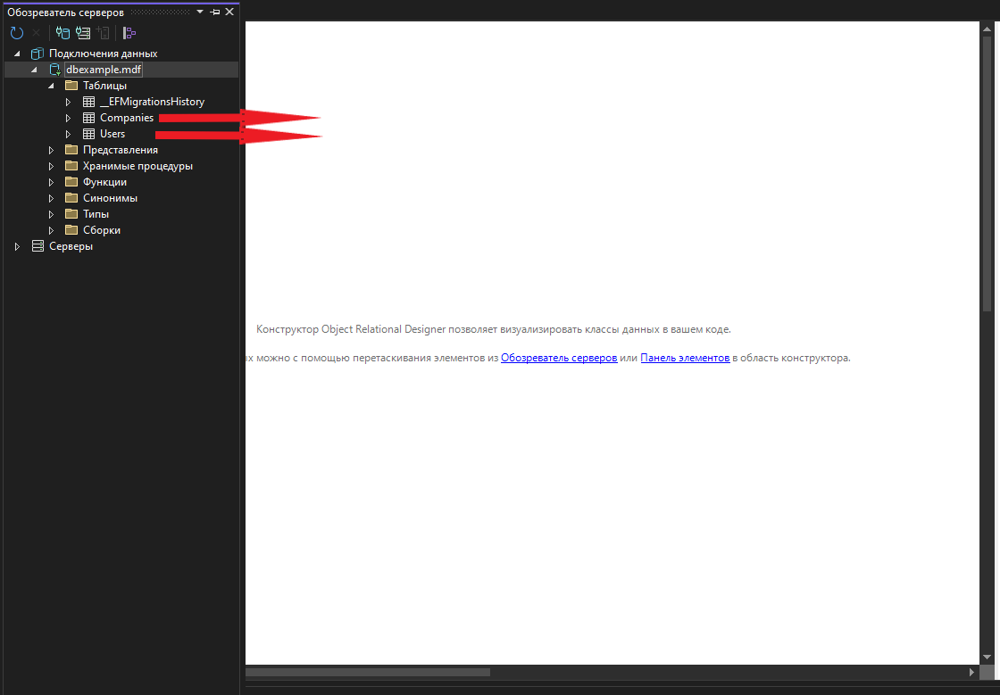 Обозреватель серверов
Подключения данных
dbexample.mdf
Таблицы
__EFMigrationsHistory
Companies
Users
Представления
Хранимые процедуры
Функции
Синонимы
Типы
Сборки
Серверы
Конструктор Object Relational Designer позволяет визуализировать классы данных в вашем коде.
можно с помощью перетаскивания элементов из Обозреватель серверов или Панель элементов в область конструктора.